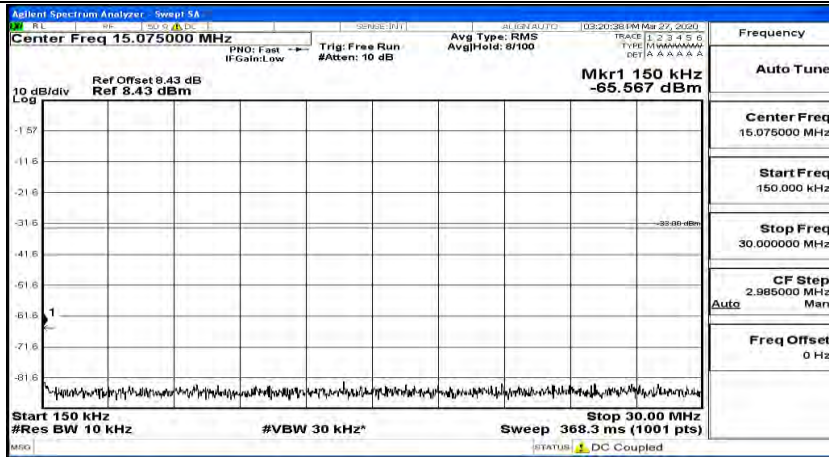 Agilent Spectrum Analyzer - Swept SA
RL RF 50 Ω DC SENSE:INT ALIGN AUTO 03:20:38 PM Mar 27, 2020
Center Freq 15.075000 MHz
PNO: Fast
IFGain:Low
Trig: Free Run
#Atten: 10 dB
Avg Type: RMS
Avg|Hold: 8/100
TRACE 1 2 3 4 5 6
TYPE M
DET A A A A A A
Ref Offset 8.43 dB
Ref 8.43 dBm
10 dB/div
Log
Mkr1 150 kHz
-65.567 dBm
-1.57
-11.6
-21.6
-31.6
-33.00 dBm
-41.6
-51.6
-61.6
1
-71.6
-81.6
Start 150 kHz
Stop 30.00 MHz
#Res BW 10 kHz
#VBW 30 kHz*
Sweep 368.3 ms (1001 pts)
MSG
STATUS DC Coupled
Frequency
Auto Tune
Center Freq
15.075000 MHz
Start Freq
150.000 kHz
Stop Freq
30.000000 MHz
CF Step
2.985000 MHz
Auto Man
Freq Offset
0 Hz